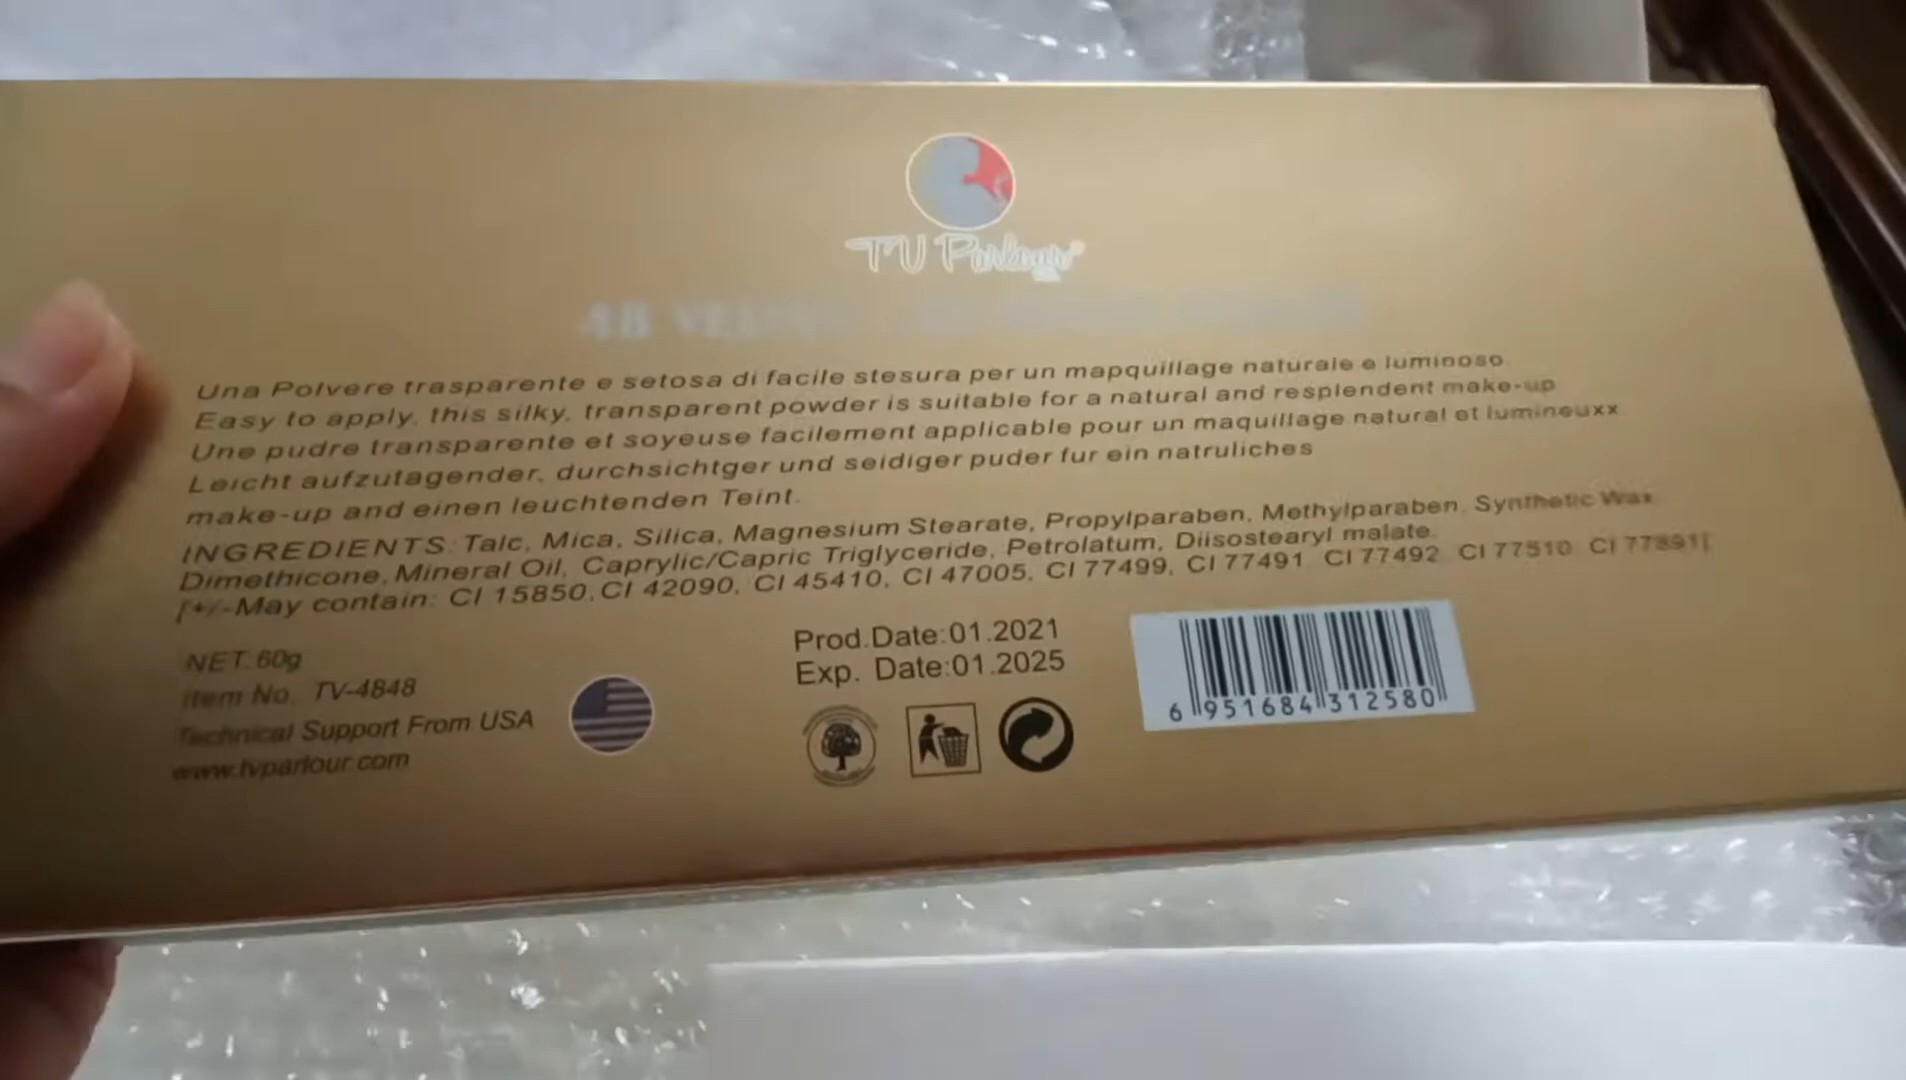 TV Parlour
48
Una Polvere trasparente e setosa di facile stesura per un mapquillage naturale e luminoso.
Easy to apply, this silky, transparent powder is suitable for a natural and resplendent make-up
Une pudre transparente et soyeuse facilement applicable pour un maquillage natural et lumineuxx
Leicht aufzutagender, durchsichtger und seidiger puder fur ein natruliches
make-up and einen leuchtenden Teint.
INGREDIENTS: Talc, Mica, Silica, Magnesium Stearate, Propylparaben, Methylparaben, Synthetic Wax
Dimethicone, Mineral Oil, Caprylic/Capric Triglyceride, Petrolatum, Diisostearyl malate.
[+/-May contain: CI 15850, CI 42090, CI 45410, CI 47005, CI 77499, CI 77491 CI 77492 CI 77510 CI 77891]
NET: 60g
Item No. TV-4848
Technical Support From USA
www.tvparlour.com
Prod.Date:01.2021
Exp. Date:01.2025
6 951684 312580